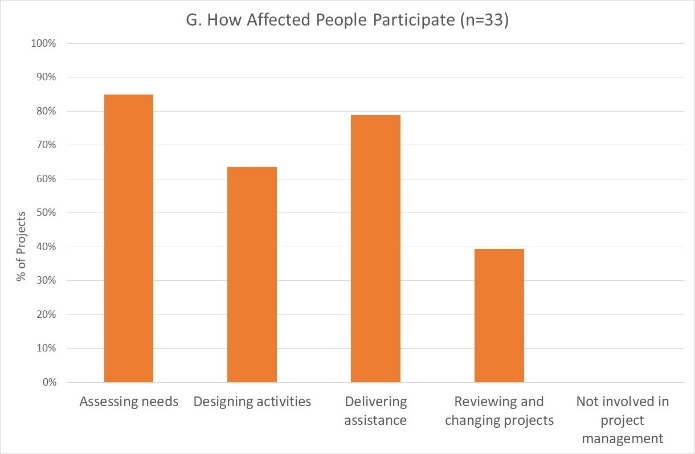 G. How Affected People Participate (n=33)
100%
90%
80%
70%
60%
50%
40%
30%
20%
10%
0%
% of Projects
Assessing needs
Designing activities
Delivering
assistance
Reviewing and
changing projects
Not involved in
project
management